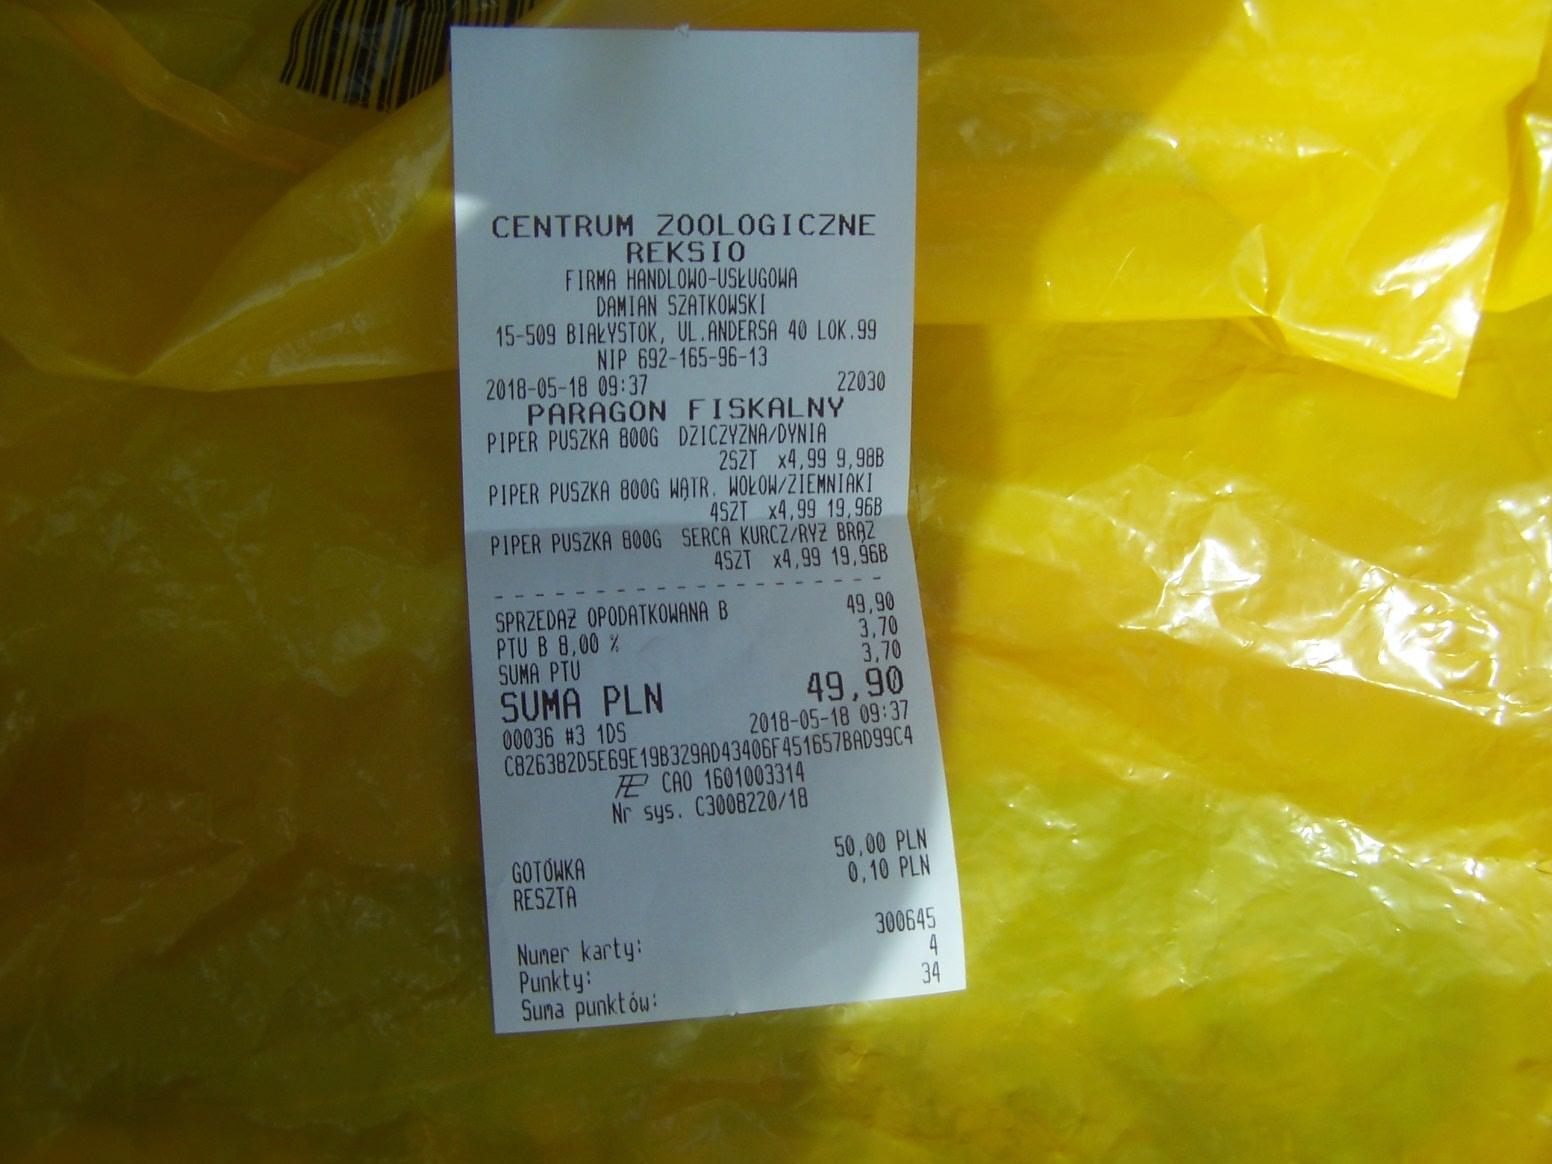 CENTRUM ZOOLOGICZNE
REKSIO
FIRMA HANDLOWO-USŁUGOWA
DAMIAN SZATKOWSKI
15-509 BIAŁYSTOK, UL.ANDERSA 40 LOK.99
NIP 692-165-96-13
2018-05-18 09:37 22030
PARAGON FISKALNY
PIPER PUSZKA 800G DZICZYZNA/DYNIA
2SZT x4,99 9,98B
PIPER PUSZKA 800G WĄTR. WOŁOW/ZIEMNIAKI
4SZT x4,99 19,96B
PIPER PUSZKA 800G SERCA KURCZ/RYŻ BRĄZ
4SZT x4,99 19,96B
SPRZEDAŻ OPODATKOWANA B 49,90
PTU B 8,00 % 3,70
SUMA PTU 3,70
SUMA PLN 49,90
00036 #3 1DS 2018-05-18 09:37
C826382D5E69E19B329AD43406F451657BAD99C4
CAO 1601003314
Nr sys. C3008220/18
GOTÓWKA 50,00 PLN
RESZTA 0,10 PLN
Numer karty: 300645
Punkty: 4
Suma punktów: 34